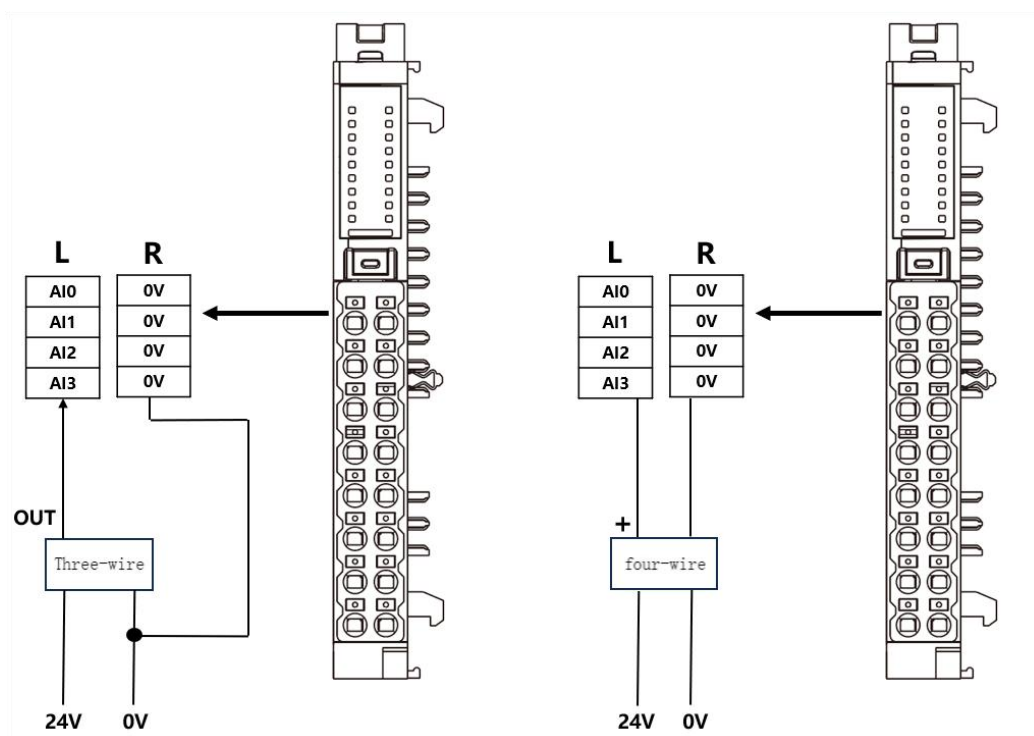 L R
AI0 0V
AI1 0V
AI2 0V
AI3 0V
OUT
Three-wire
24V 0V
L R
AI0 0V
AI1 0V
AI2 0V
AI3 0V
+
four-wire
24V 0V